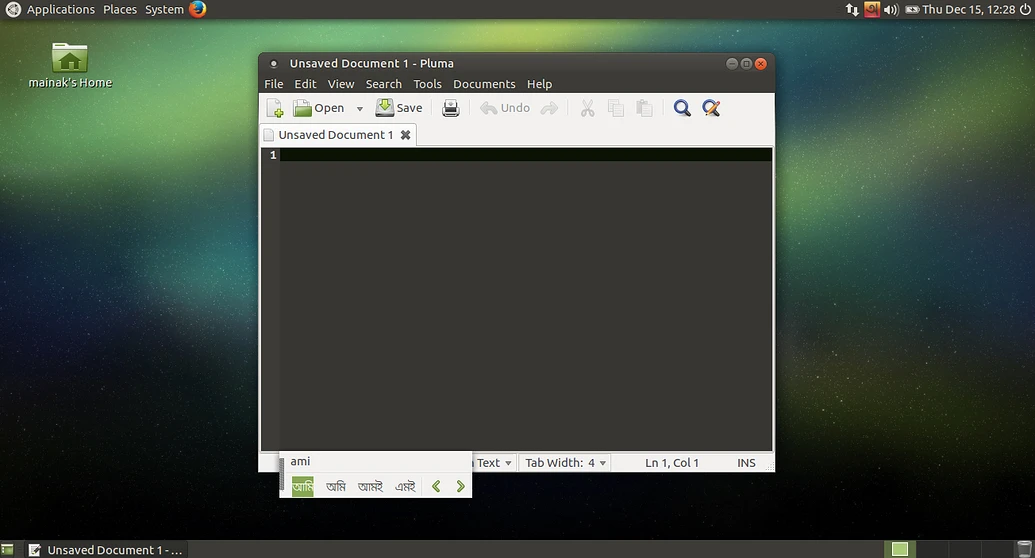 Applications Places System Thu Dec 15, 12:28
mainak's Home
Unsaved Document 1 - Pluma
File Edit View Search Tools Documents Help
Open Save Undo
Unsaved Document 1
1
Text Tab Width: 4 Ln 1, Col 1 INS
ami
আমি অমি আমই এমই
Unsaved Document 1 - ...